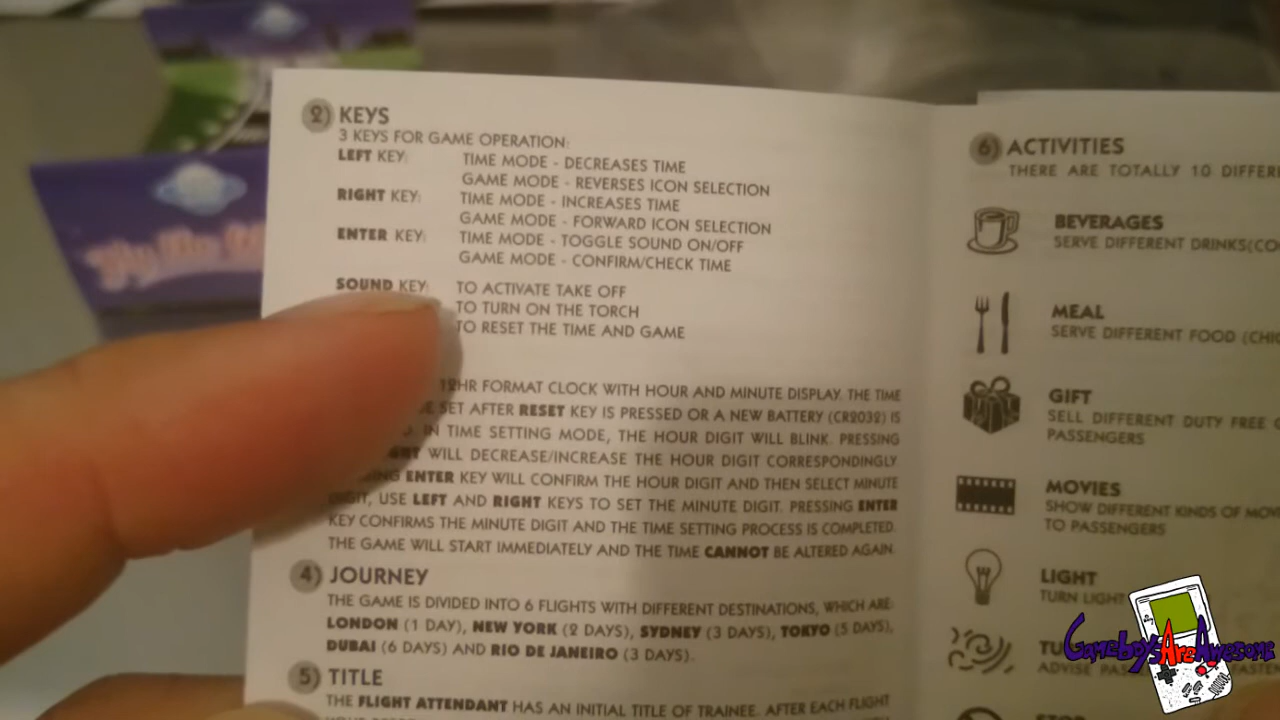 2) KEYS
3 KEYS FOR GAME OPERATION:
LEFT KEY: TIME MODE - DECREASES TIME
GAME MODE - REVERSES ICON SELECTION
RIGHT KEY: TIME MODE - INCREASES TIME
GAME MODE - FORWARD ICON SELECTION
ENTER KEY: TIME MODE - TOGGLE SOUND ON/OFF
GAME MODE - CONFIRM/CHECK TIME
SOUND KEY: TO ACTIVATE TAKE OFF
TO TURN ON THE TORCH
TO RESET THE TIME AND GAME
12HR FORMAT CLOCK WITH HOUR AND MINUTE DISPLAY. THE TIME
SET AFTER RESET KEY IS PRESSED OR A NEW BATTERY (CR2032) IS
IN TIME SETTING MODE, THE HOUR DIGIT WILL BLINK. PRESSING
WILL DECREASE/INCREASE THE HOUR DIGIT CORRESPONDINGLY
ENTER KEY WILL CONFIRM THE HOUR DIGIT AND THEN SELECT MINUTE
DIGIT, USE LEFT AND RIGHT KEYS TO SET THE MINUTE DIGIT. PRESSING ENTER
KEY CONFIRMS THE MINUTE DIGIT AND THE TIME SETTING PROCESS IS COMPLETED.
THE GAME WILL START IMMEDIATELY AND THE TIME CANNOT BE ALTERED AGAIN.
4) JOURNEY
THE GAME IS DIVIDED INTO 6 FLIGHTS WITH DIFFERENT DESTINATIONS, WHICH ARE:
LONDON (1 DAY), NEW YORK (2 DAYS), SYDNEY (3 DAYS), TOKYO (5 DAYS),
DUBAI (6 DAYS) AND RIO DE JANEIRO (3 DAYS).
5) TITLE
THE FLIGHT ATTENDANT HAS AN INITIAL TITLE OF TRAINEE. AFTER EACH FLIGHT
6) ACTIVITIES
THERE ARE TOTALLY 10
BEVERAGES
SERVE DIFFERENT DRINKS
MEAL
SERVE DIFFERENT FOOD
GIFT
SELL DIFFERENT DUTY FREE
PASSENGERS
MOVIES
SHOW DIFFERENT KINDS OF
TO PASSENGERS
LIGHT
TURN LIGHT
ADVISE
GameboysAreAwesome